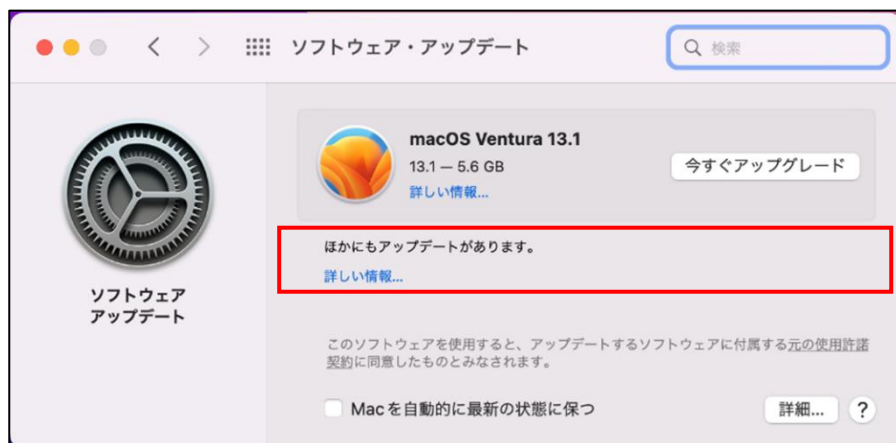 ソフトウェア・アップデート
検索
macOS Ventura 13.1
13.1 — 5.6 GB
詳しい情報...
今すぐアップグレード
ほかにもアップデートがあります。
詳しい情報...
ソフトウェア
アップデート
このソフトウェアを使用すると、アップデートするソフトウェアに付属する元の使用許諾
契約に同意したものとみなされます。
Macを自動的に最新の状態に保つ
詳細...
?